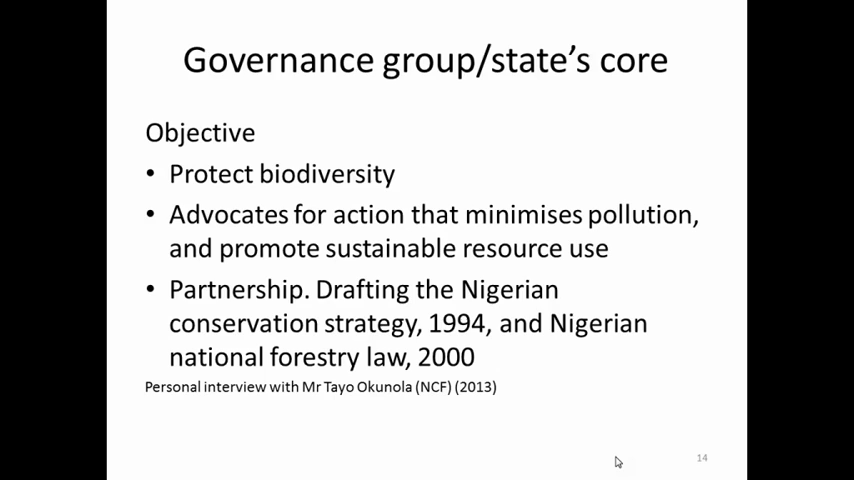 Governance group/state's core
Objective
• Protect biodiversity
• Advocates for action that minimises pollution,
and promote sustainable resource use
• Partnership. Drafting the Nigerian
conservation strategy, 1994, and Nigerian
national forestry law, 2000
Personal interview with Mr Tayo Okunola (NCF) (2013)
14